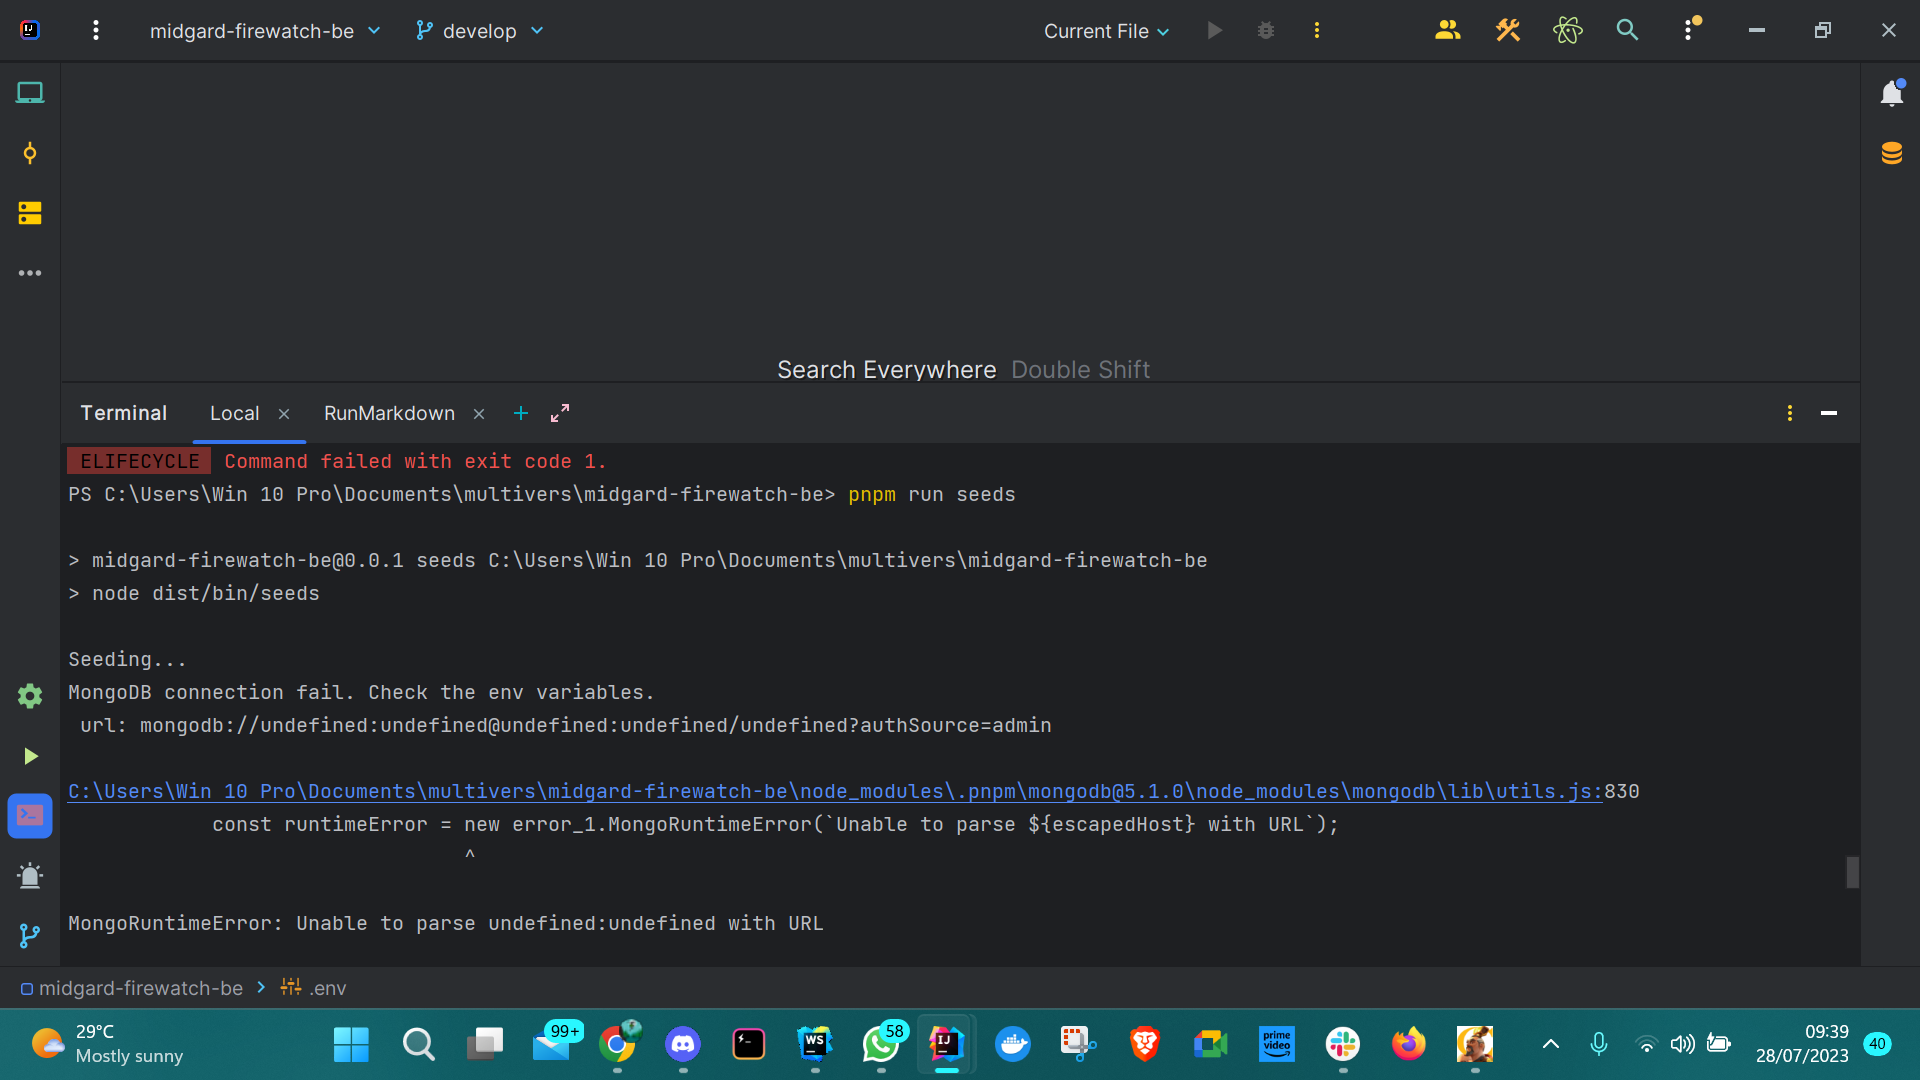 midgard-firewatch-be
develop
Current File
Search Everywhere Double Shift
Terminal
Local
RunMarkdown
ELIFECYCLE  Command failed with exit code 1.
PS C:\Users\Win 10 Pro\Documents\multivers\midgard-firewatch-be> pnpm run seeds
> midgard-firewatch-be@0.0.1 seeds C:\Users\Win 10 Pro\Documents\multivers\midgard-firewatch-be
> node dist/bin/seeds
Seeding...
MongoDB connection fail. Check the env variables.
url: mongodb://undefined:undefined@undefined:undefined/undefined?authSource=admin
C:\Users\Win 10 Pro\Documents\multivers\midgard-firewatch-be\node_modules\.pnpm\mongodb@5.1.0\node_modules\mongodb\lib\utils.js:830
const runtimeError = new error_1.MongoRuntimeError(`Unable to parse ${escapedHost} with URL`);
^
MongoRuntimeError: Unable to parse undefined:undefined with URL
midgard-firewatch-be > .env
29°C
Mostly sunny
99+
WS
58
IJ
prime video
09:39
28/07/2023
40